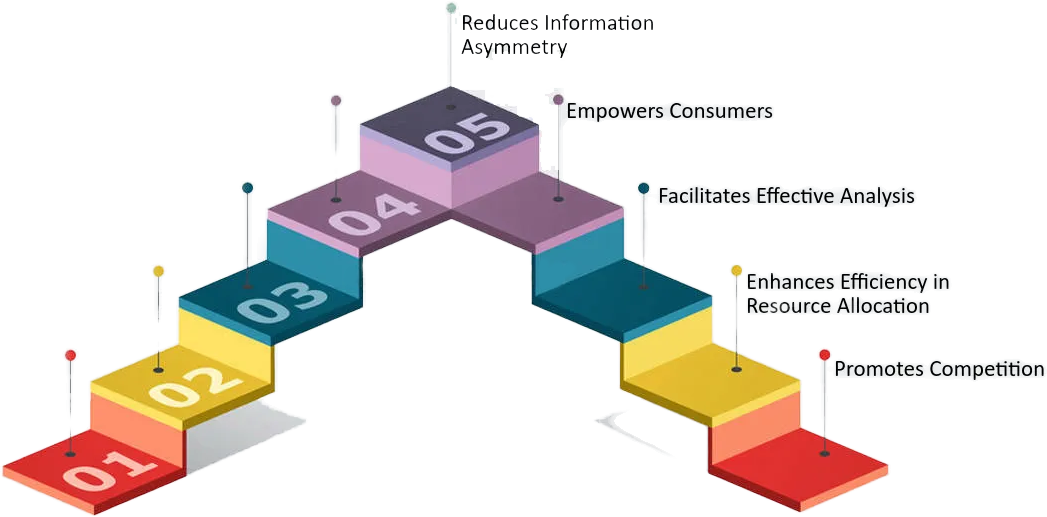 Reduces Information
Asymmetry
05
Empowers Consumers
04
Facilitates Effective Analysis
03
Enhances Efficiency in
Resource Allocation
02
Promotes Competition
01